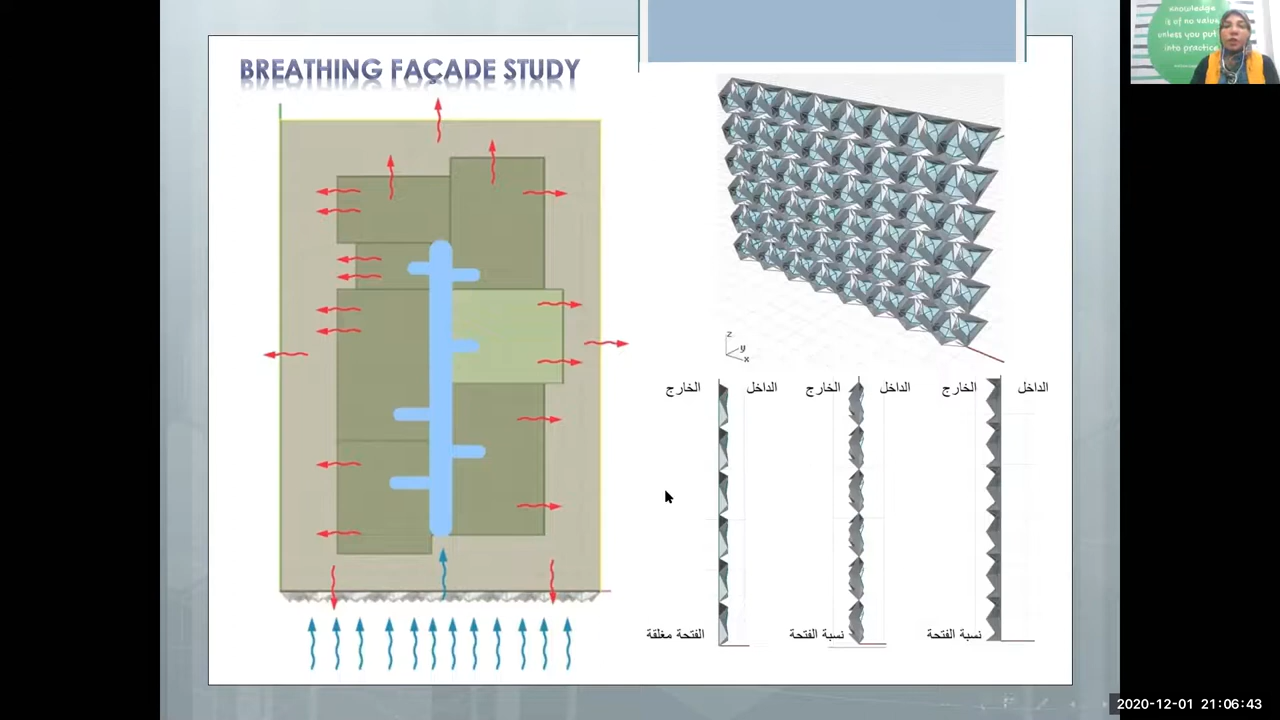 BREATHING FAÇADE STUDY
knowledge
is of no value
unless you put
into practice
z
y
x
الخارج
الداخل
الخارج
الداخل
الخارج
الداخل
الفتحة مغلقة
نسبة الفتحة
نسبة الفتحة
2020-12-01 21:06:43